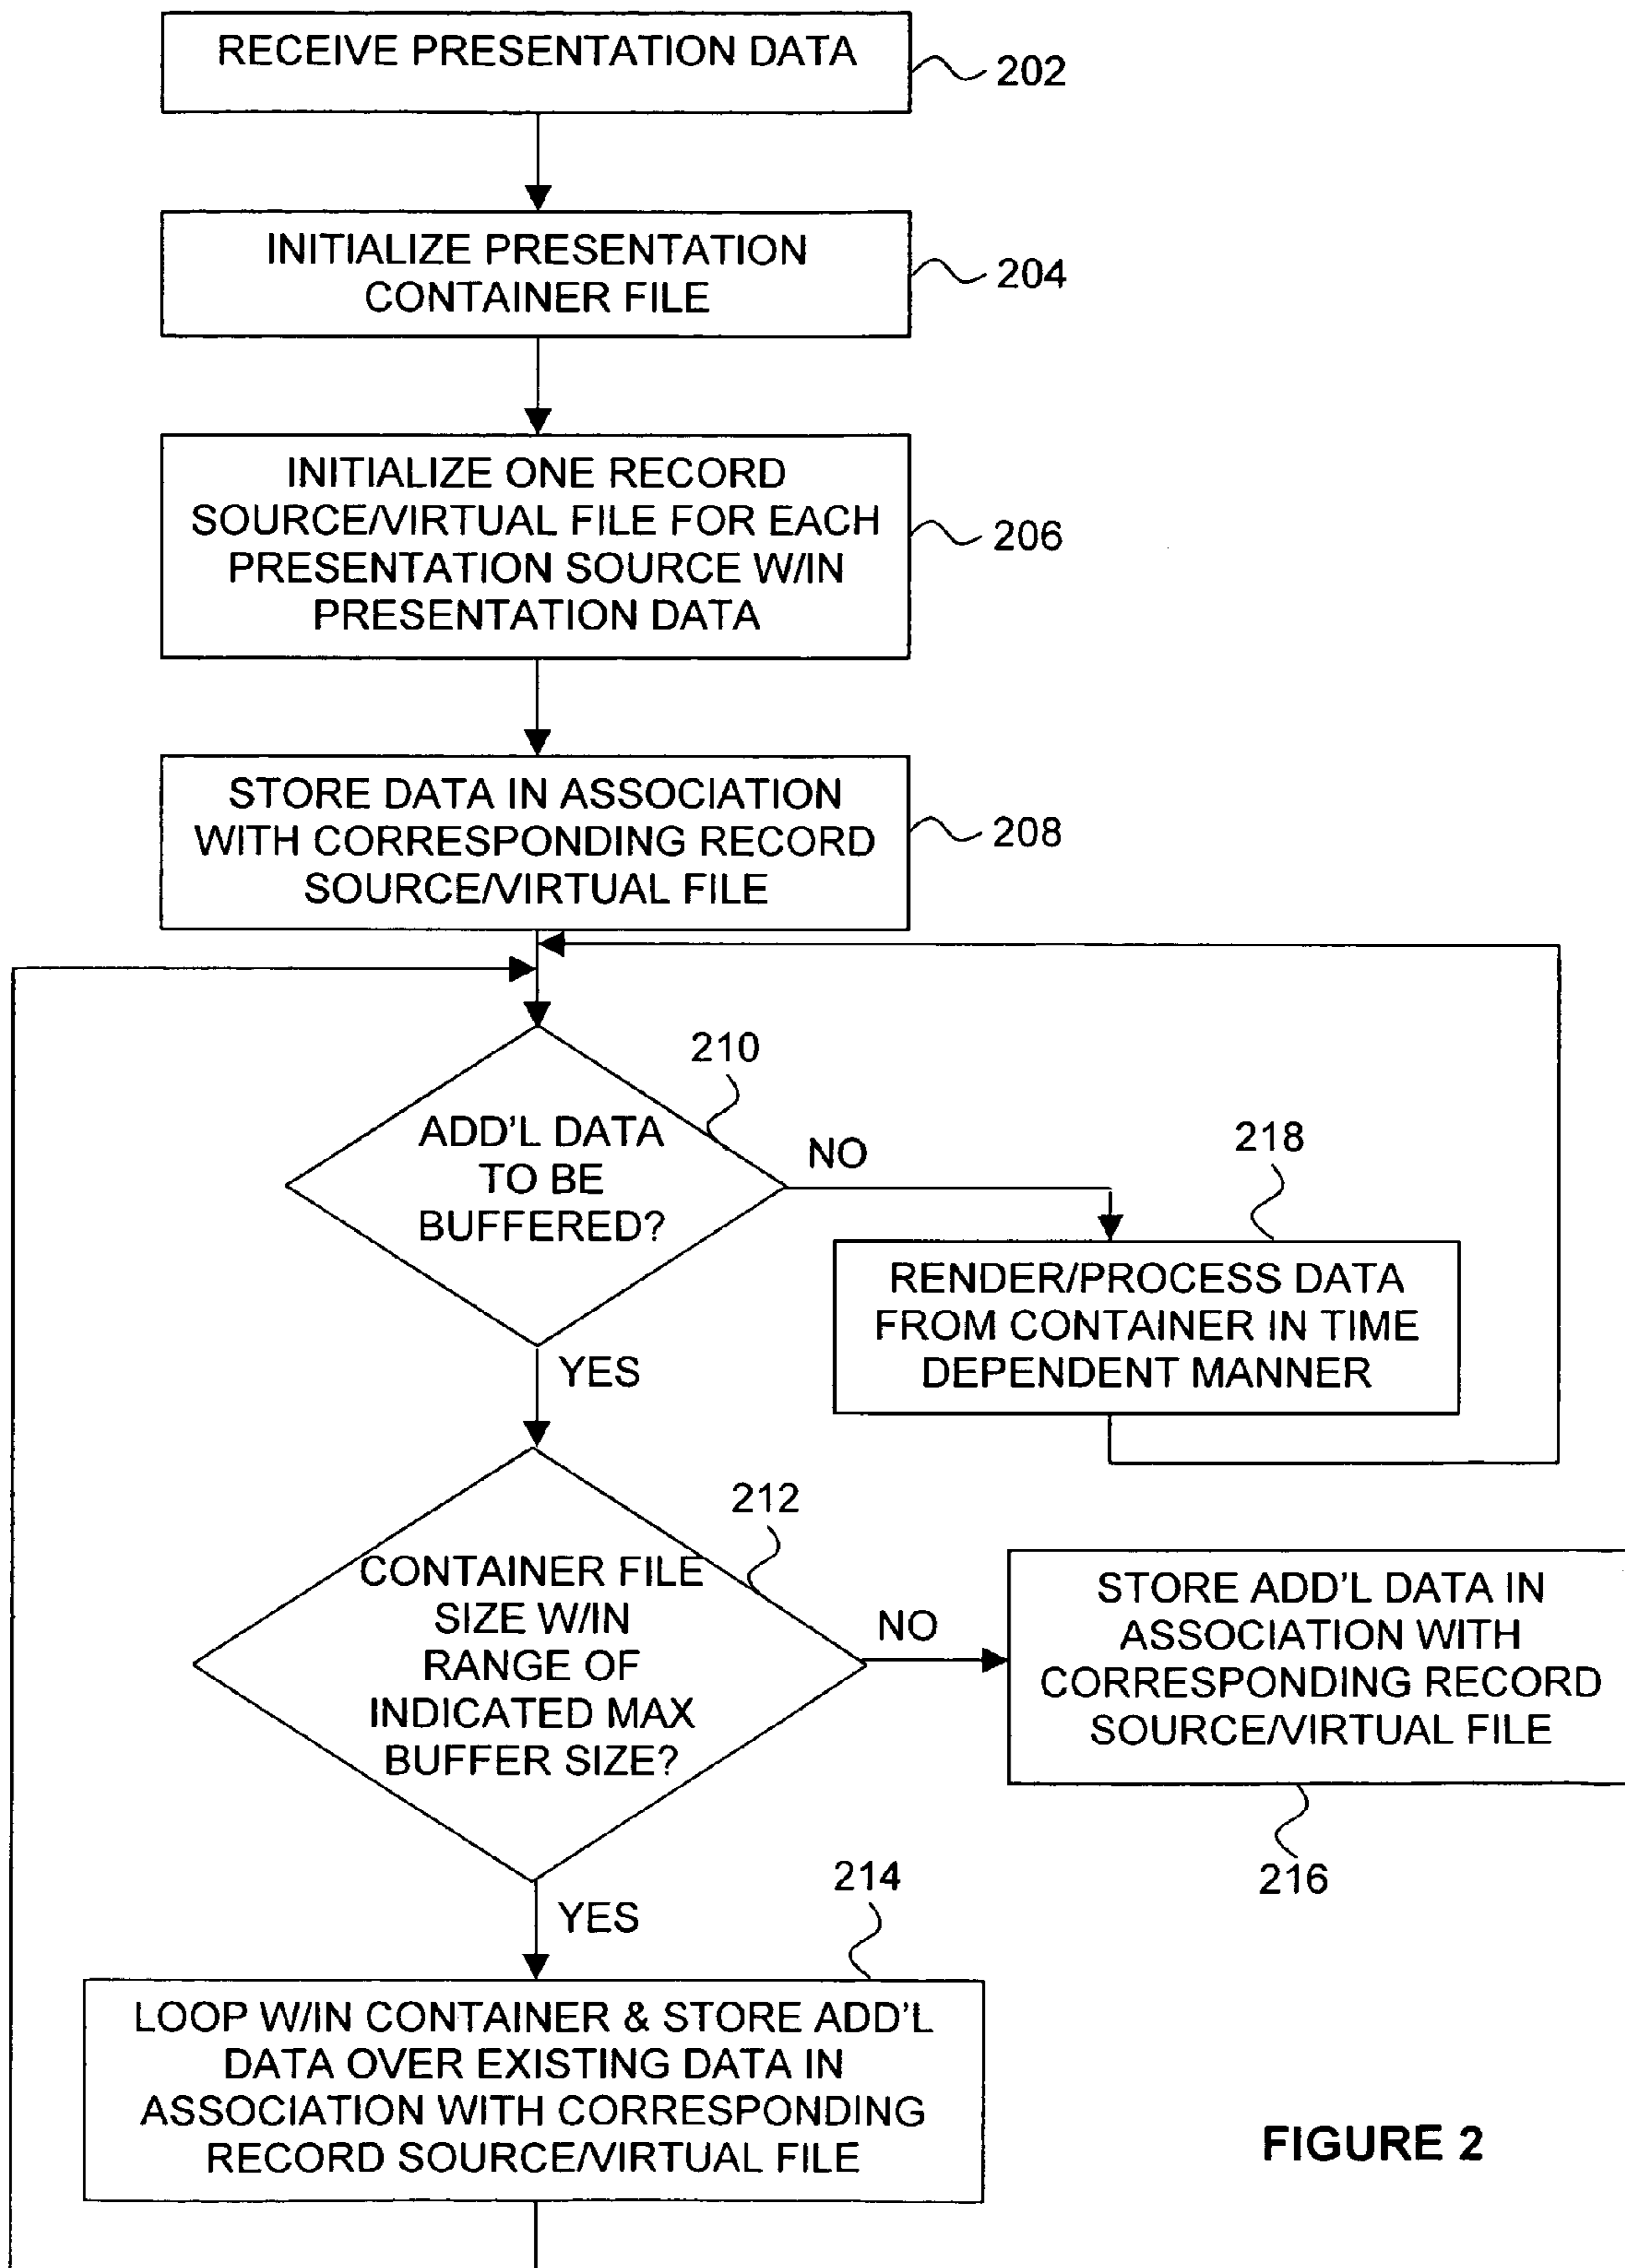 RECEIVE PRESENTATION DATA
202
INITIALIZE PRESENTATION
CONTAINER FILE
204
INITIALIZE ONE RECORD
SOURCE/VIRTUAL FILE FOR EACH
PRESENTATION SOURCE W/IN
PRESENTATION DATA
206
STORE DATA IN ASSOCIATION
WITH CORRESPONDING RECORD
SOURCE/VIRTUAL FILE
208
210
ADD'L DATA
TO BE
BUFFERED?
NO
YES
218
RENDER/PROCESS DATA
FROM CONTAINER IN TIME
DEPENDENT MANNER
212
CONTAINER FILE
SIZE W/IN
RANGE OF
INDICATED MAX
BUFFER SIZE?
NO
YES
STORE ADD'L DATA IN
ASSOCIATION WITH
CORRESPONDING RECORD
SOURCE/VIRTUAL FILE
216
214
LOOP W/IN CONTAINER & STORE ADD'L
DATA OVER EXISTING DATA IN
ASSOCIATION WITH CORRESPONDING
RECORD SOURCE/VIRTUAL FILE
FIGURE 2